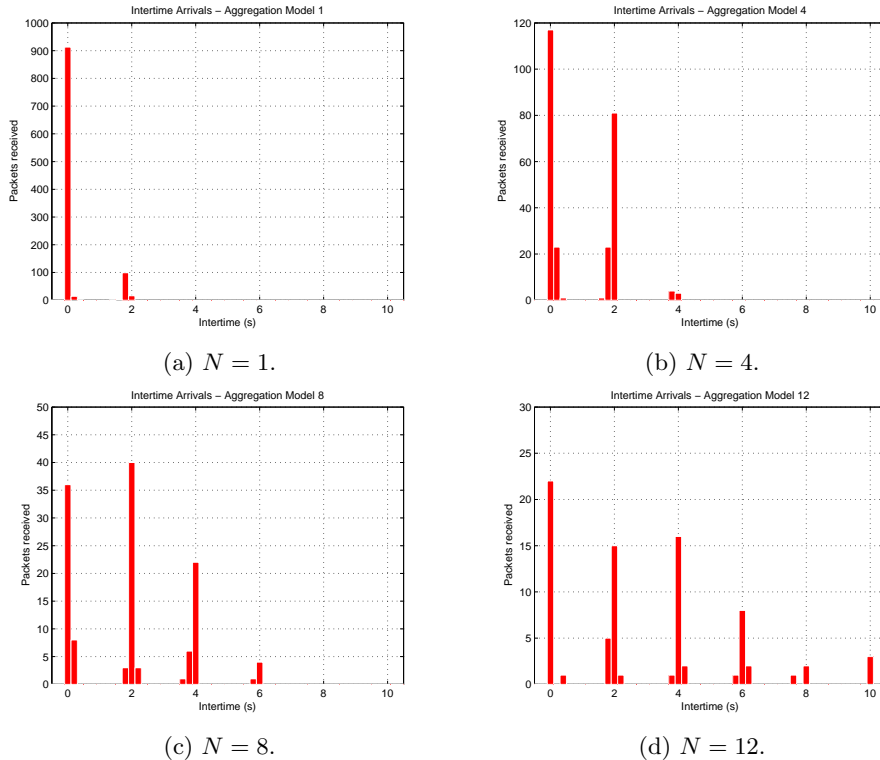 Intertime Arrivals – Aggregation Model 1
1000
900
800
700
600
500
400
300
200
100
0
Packets received
0 2 4 6 8 10
Intertime (s)
(a) N = 1.
Intertime Arrivals – Aggregation Model 4
120
100
80
60
40
20
0
Packets received
0 2 4 6 8 10
Intertime (s)
(b) N = 4.
Intertime Arrivals – Aggregation Model 8
50
45
40
35
30
25
20
15
10
5
0
Packets received
0 2 4 6 8 10
Intertime (s)
(c) N = 8.
Intertime Arrivals – Aggregation Model 12
30
25
20
15
10
5
0
Packets received
0 2 4 6 8 10
Intertime (s)
(d) N = 12.